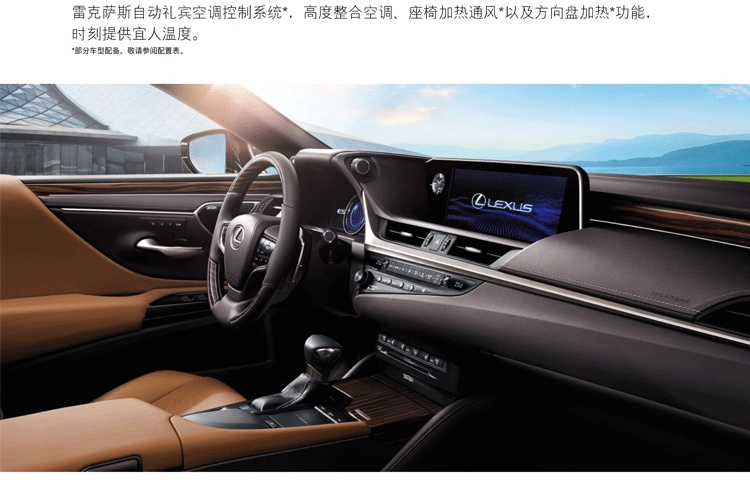 雷克萨斯自动礼宾空调控制系统*，高度整合空调、座椅加热通风*以及方向盘加热*功能，
时刻提供宜人温度。
*部分车型配备，敬请参阅配置表。
LEXUS
ES
SRS AIRBAG